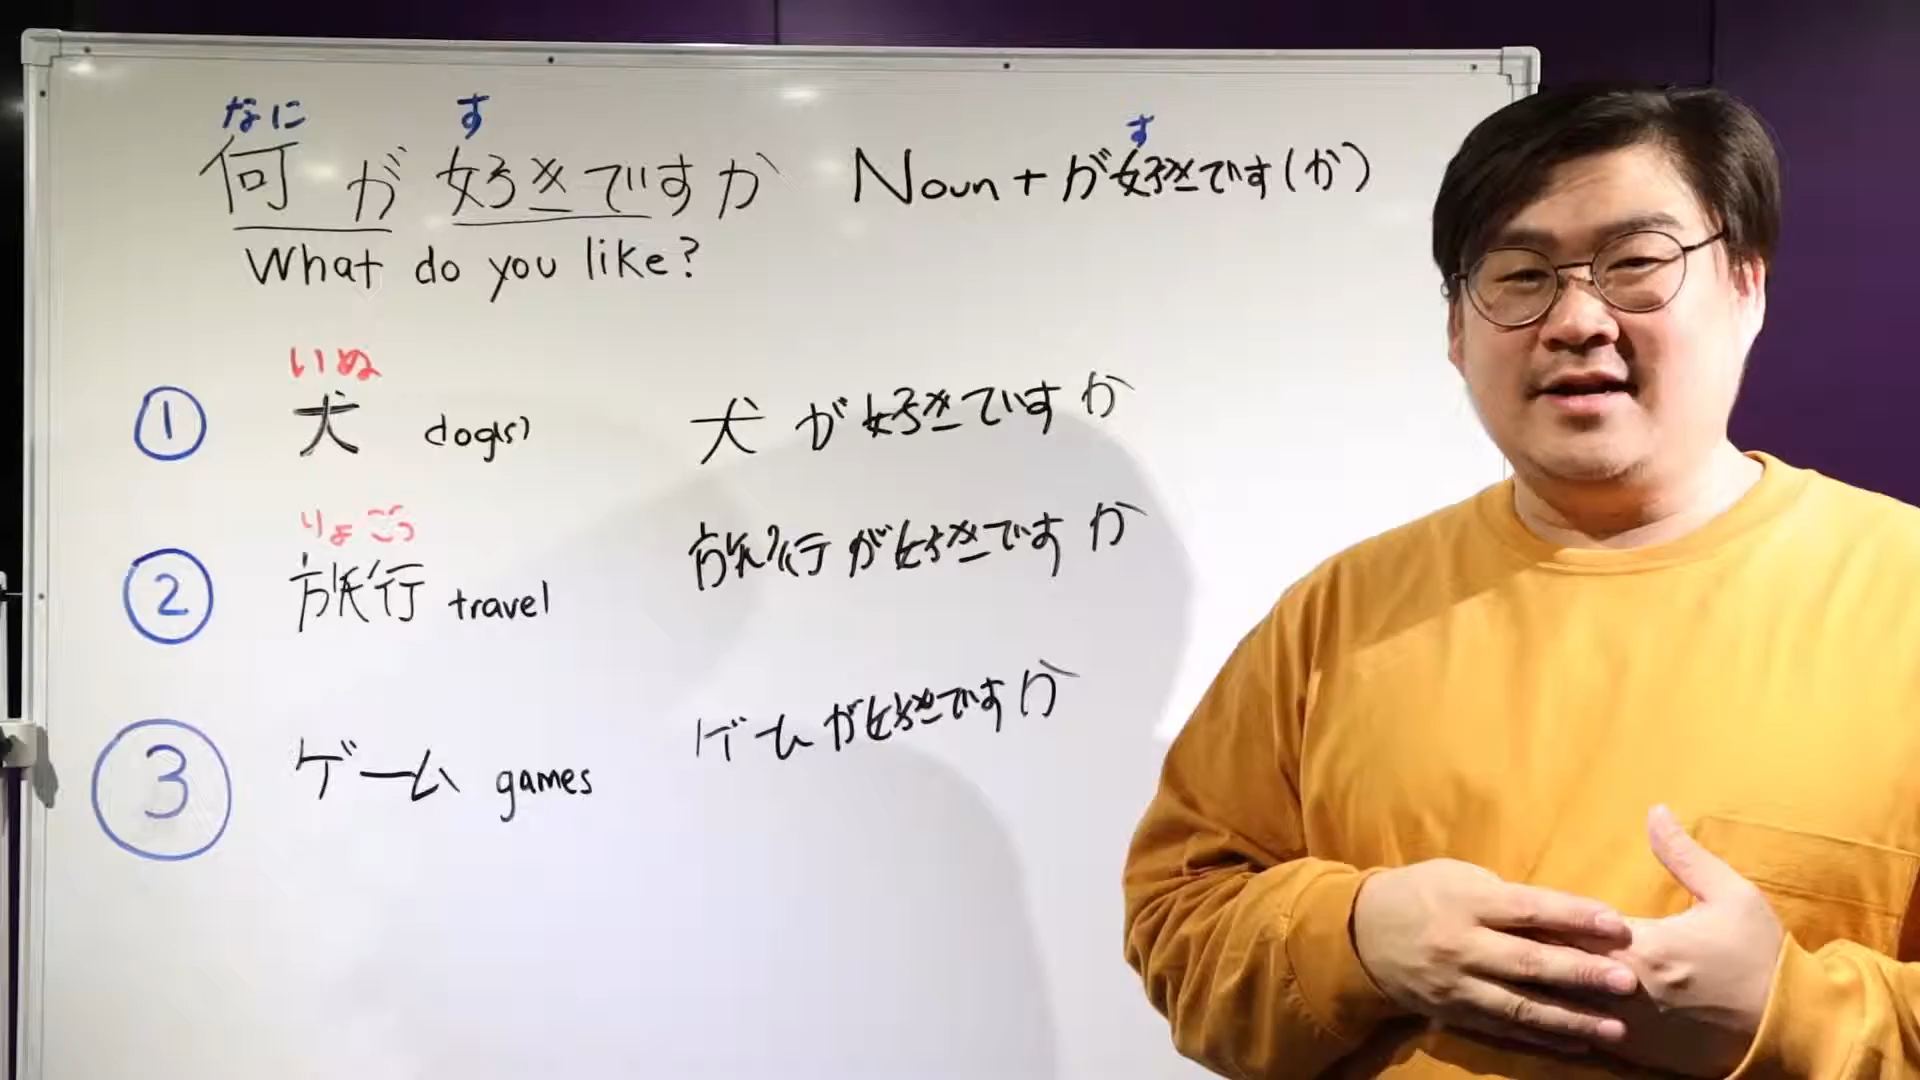 なに す
何が好きですか
What do you like?
す
Noun + が好きです(か)
いぬ
① 犬 dog(s) 犬が好きですか
りょこう
② 旅行 travel 旅行が好きですか
③ ゲーム games ゲームが好きですか